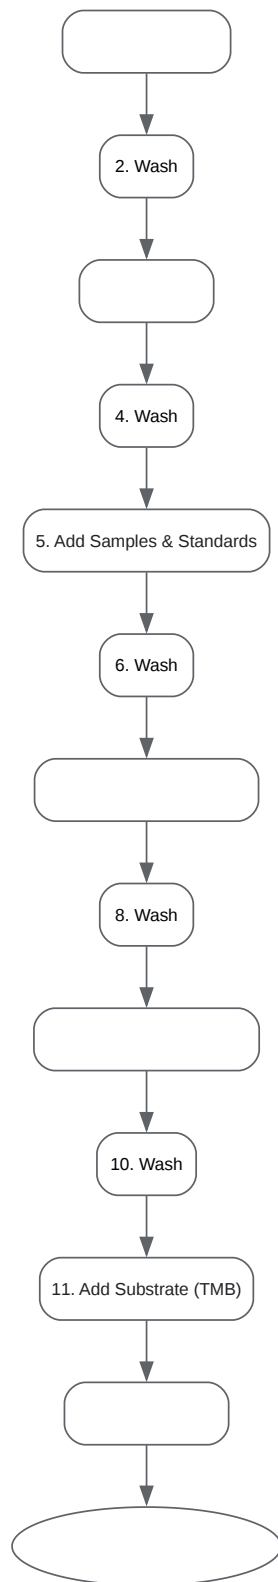 2. Wash
4. Wash
5. Add Samples & Standards
6. Wash
8. Wash
10. Wash
11. Add Substrate (TMB)